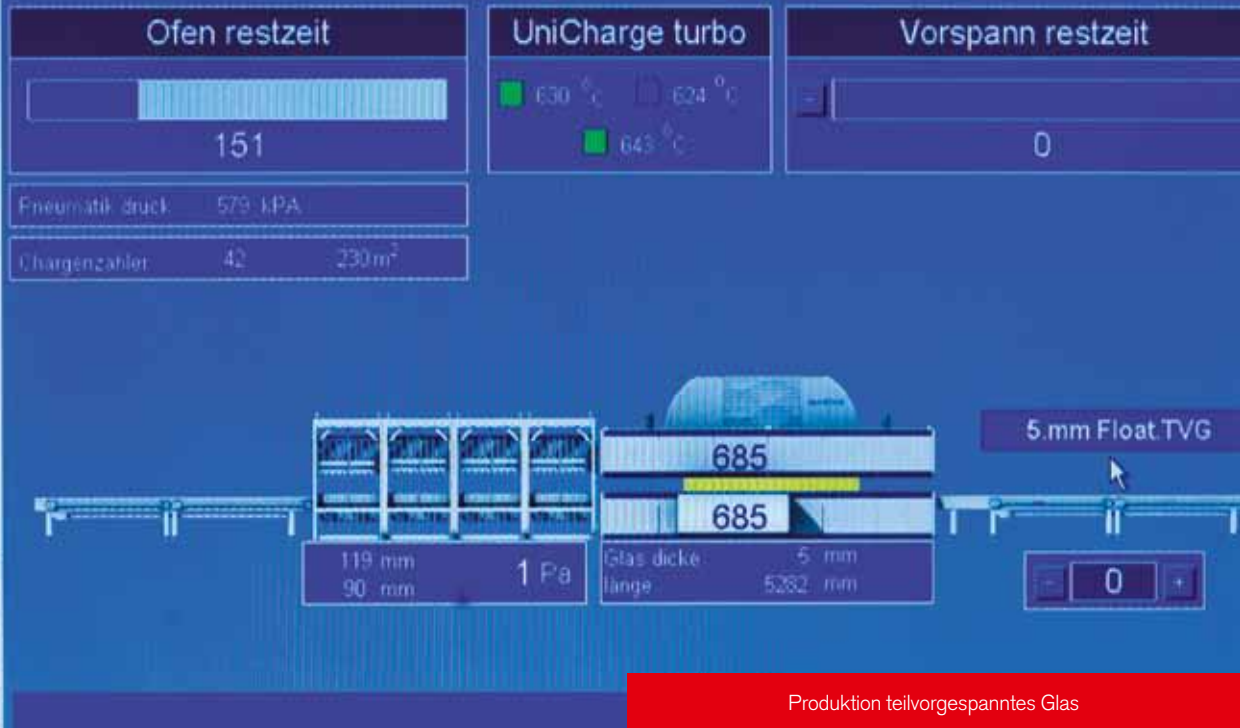 Ofen restzeit
151
UniCharge turbo
630 °C
624 °C
643 °C
Vorspann restzeit
-
0
Pneumatik druck 579 kPA
Chargenzahler 42 230 m²
685
685
5.mm Float.TVG
119 mm
90 mm
1 Pa
Glas dicke 5 mm
länge 5282 mm
- 0 +
Produktion teilvorgespanntes Glas